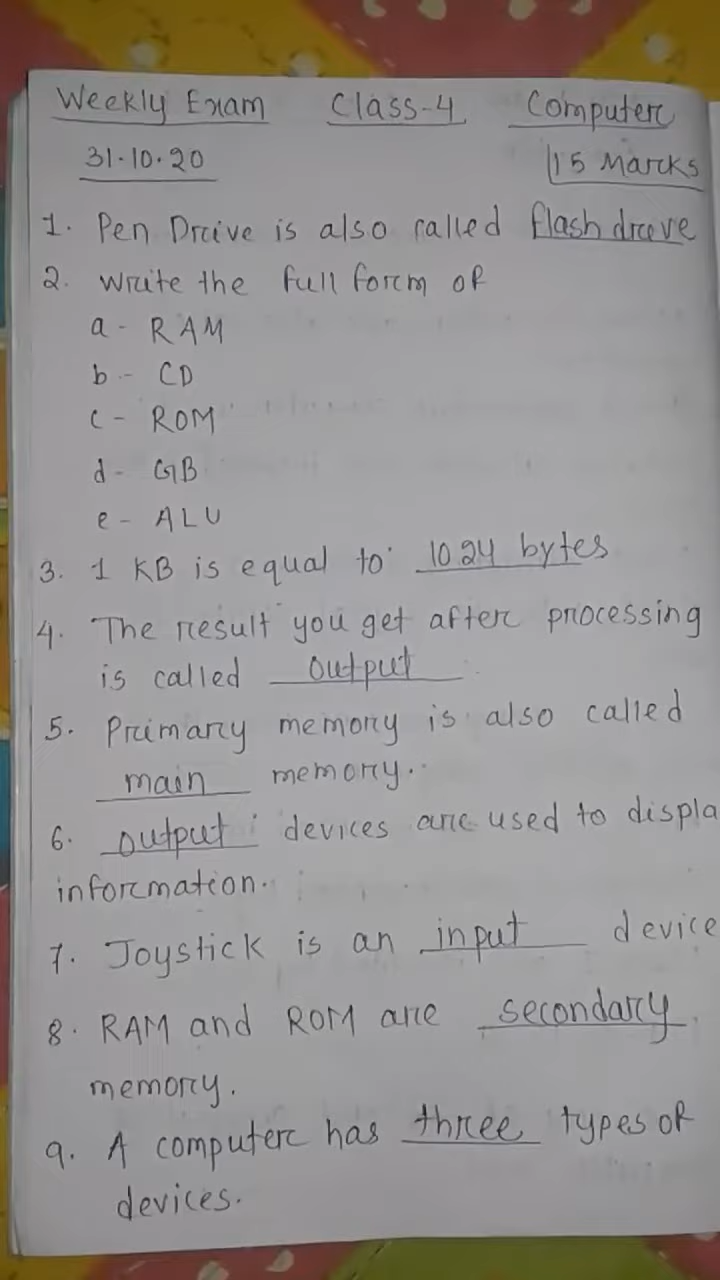 Weekly Exam Class-4 Computer
31.10.20 15 Marks
1. Pen Drive is also called flash drive
2. Write the full form of
a - RAM
b - CD
c - ROM
d - GB
e - ALU
3. 1 KB is equal to 1024 bytes
4. The result you get after processing
is called output.
5. Primary memory is also called
main memory.
6. output devices are used to displa
information.
7. Joystick is an input device
8. RAM and ROM are secondary
memory.
9. A computer has three types of
devices.